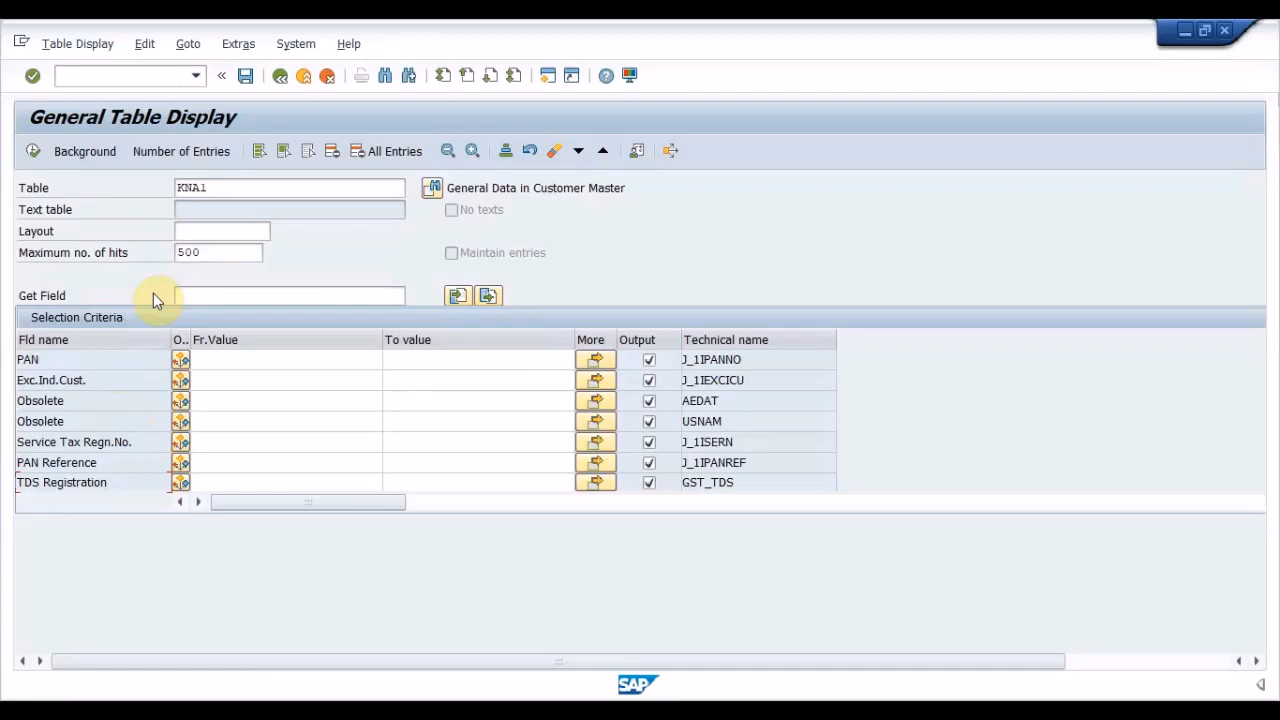 Table Display Edit Goto Extras System Help
General Table Display
Background Number of Entries All Entries
Table KNA1 General Data in Customer Master
Text table No texts
Layout
Maximum no. of hits 500 Maintain entries
Get Field
Selection Criteria
Fld name O.. Fr.Value To value More Output Technical name
PAN J_1IPANNO
Exc.Ind.Cust. J_1IEXCICU
Obsolete AEDAT
Obsolete USNAM
Service Tax Regn.No. J_1ISERN
PAN Reference J_1IPANREF
TDS Registration GST_TDS
SAP